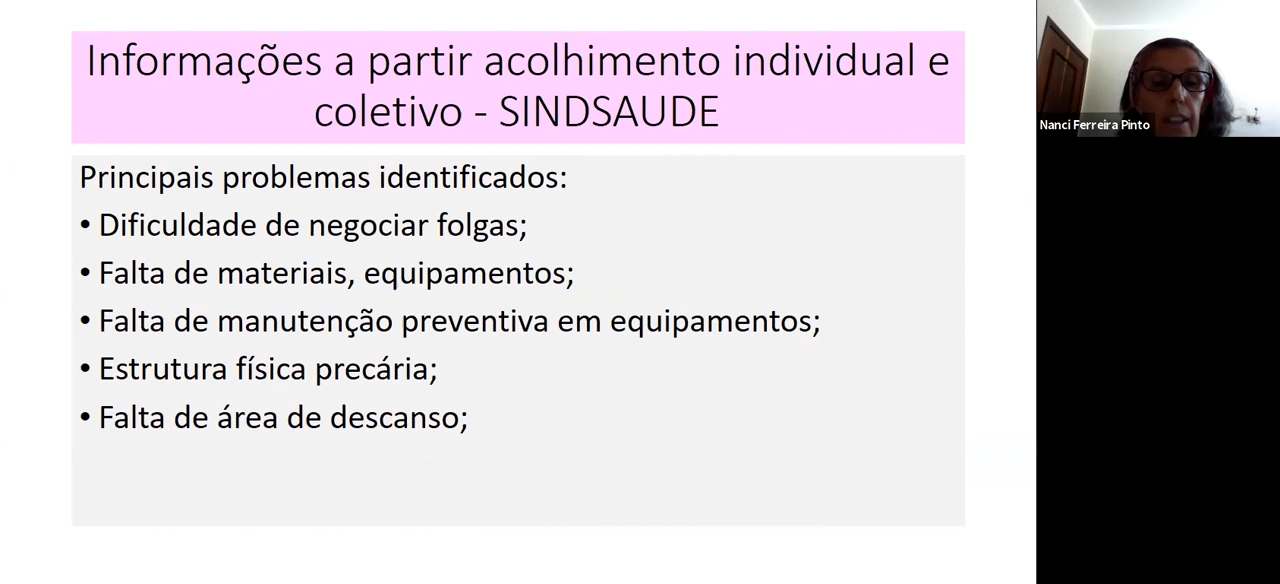 Informações a partir acolhimento individual e
coletivo - SINDSAUDE
Principais problemas identificados:
• Dificuldade de negociar folgas;
• Falta de materiais, equipamentos;
• Falta de manutenção preventiva em equipamentos;
• Estrutura física precária;
• Falta de área de descanso;
Nanci Ferreira Pinto